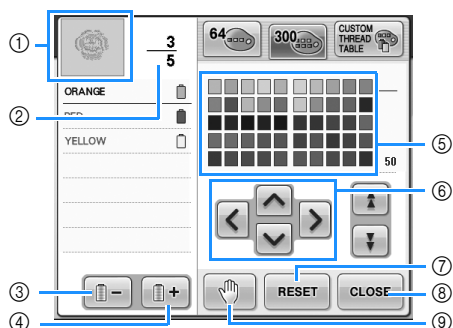 ①
3
5
64
300
CUSTOM
THREAD
TABLE
②
ORANGE
RED
YELLOW
⑤
50
⑥
③
④
⑦
RESET
CLOSE
⑧
⑨